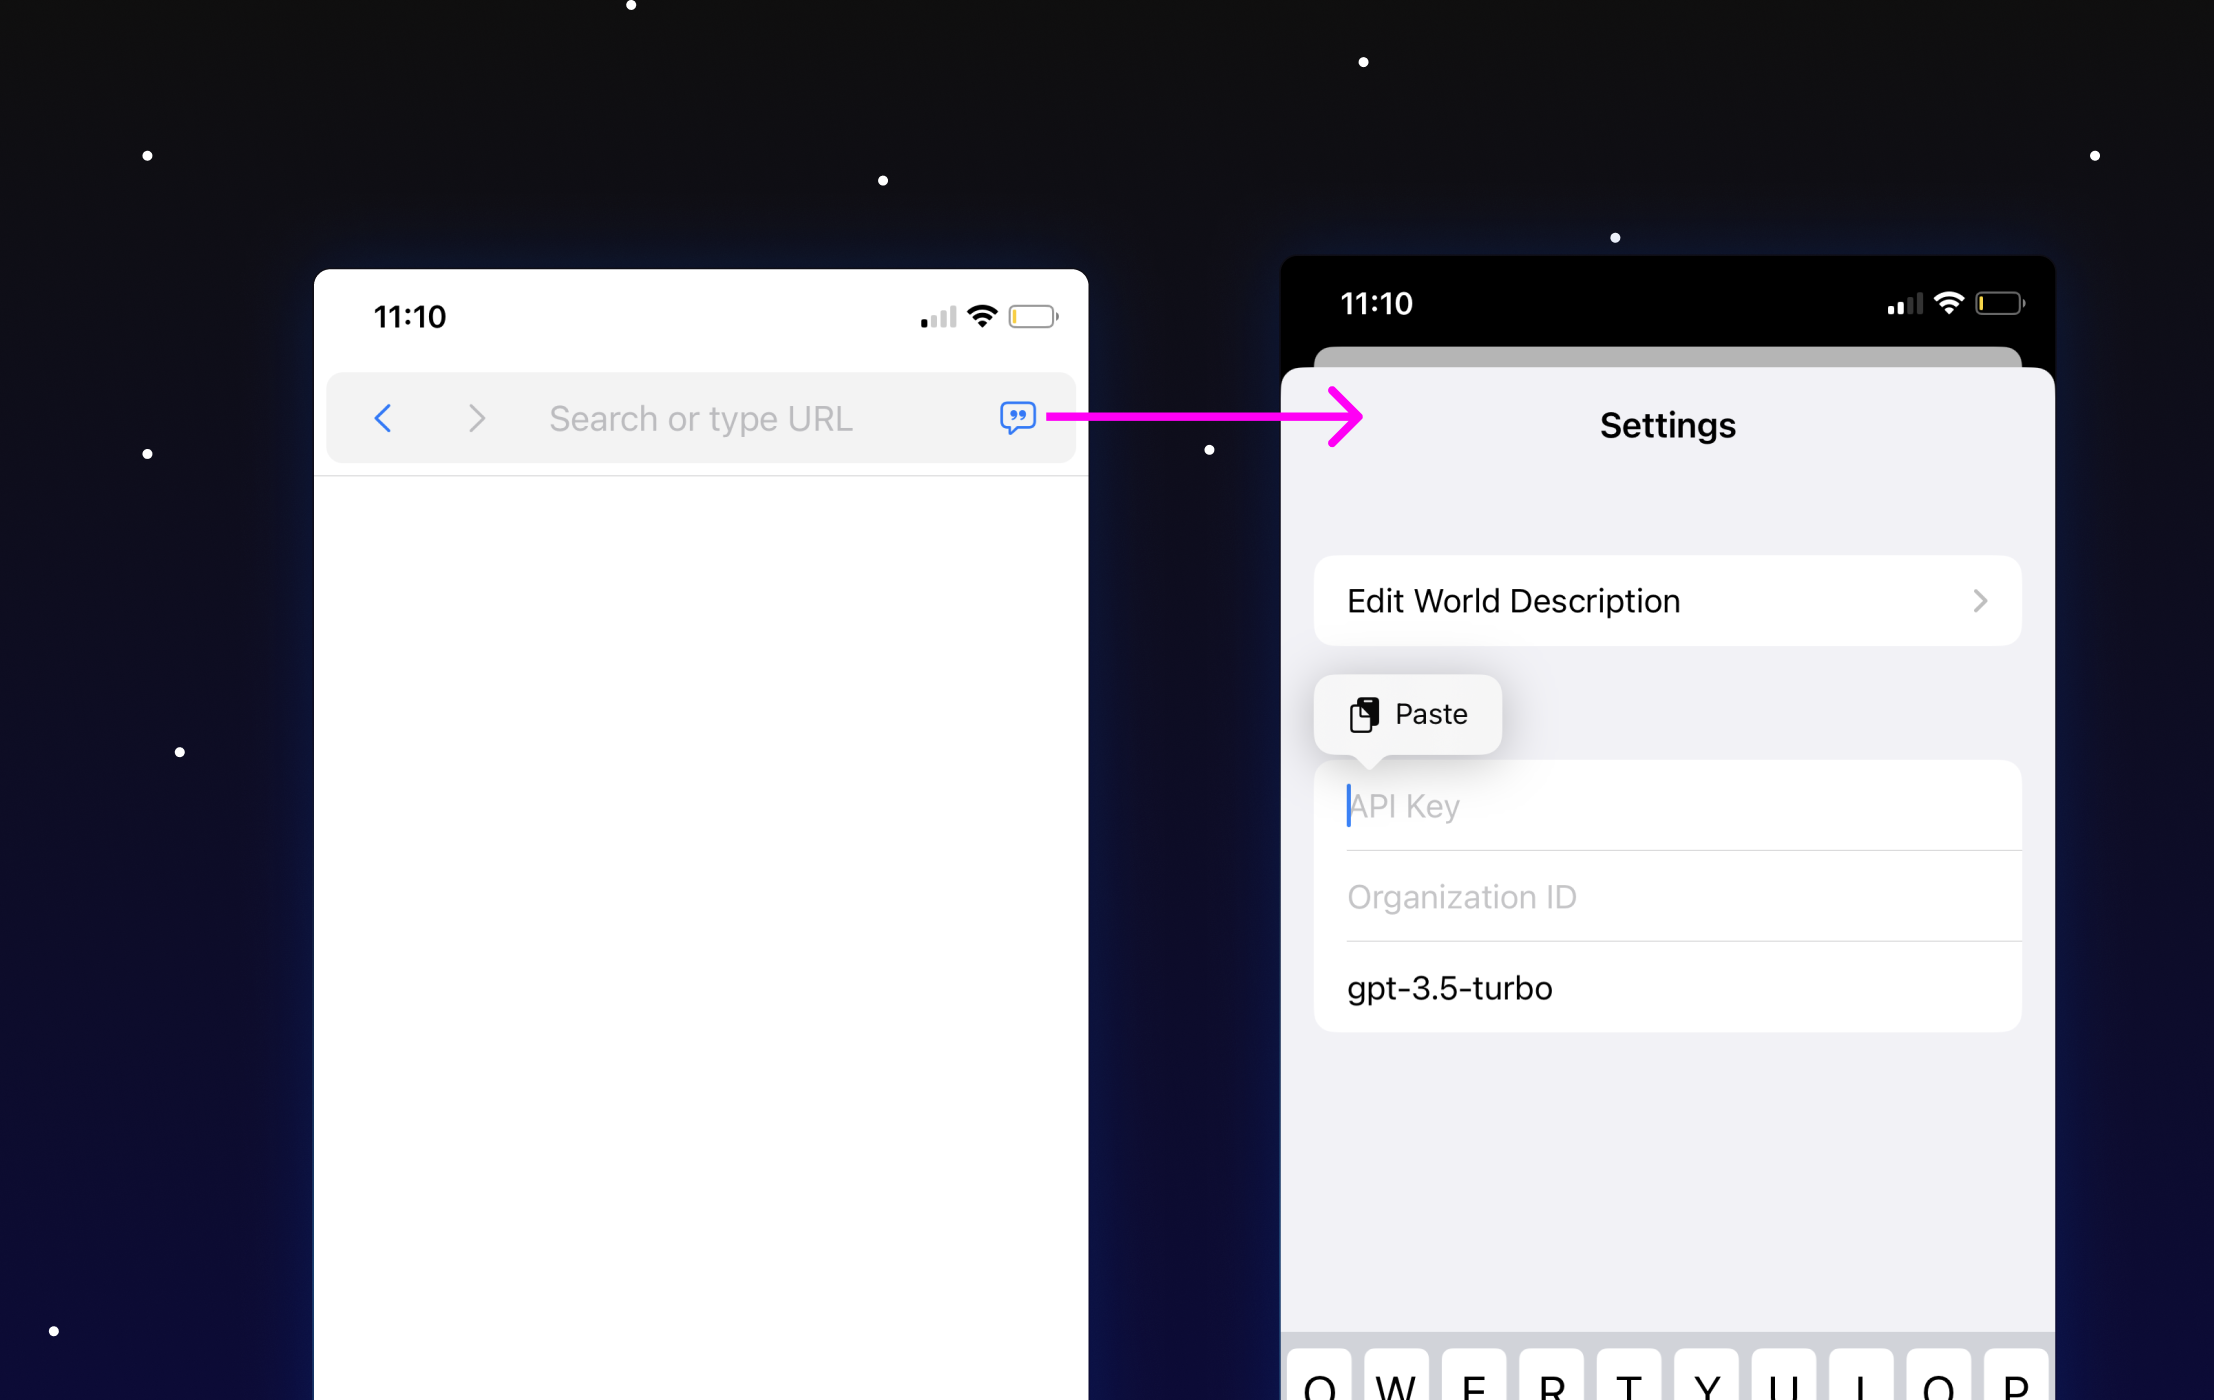 11:10
Search or type URL
11:10
Settings
Edit World Description
Paste
API Key
Organization ID
gpt-3.5-turbo
Q W E R T Y U I O P